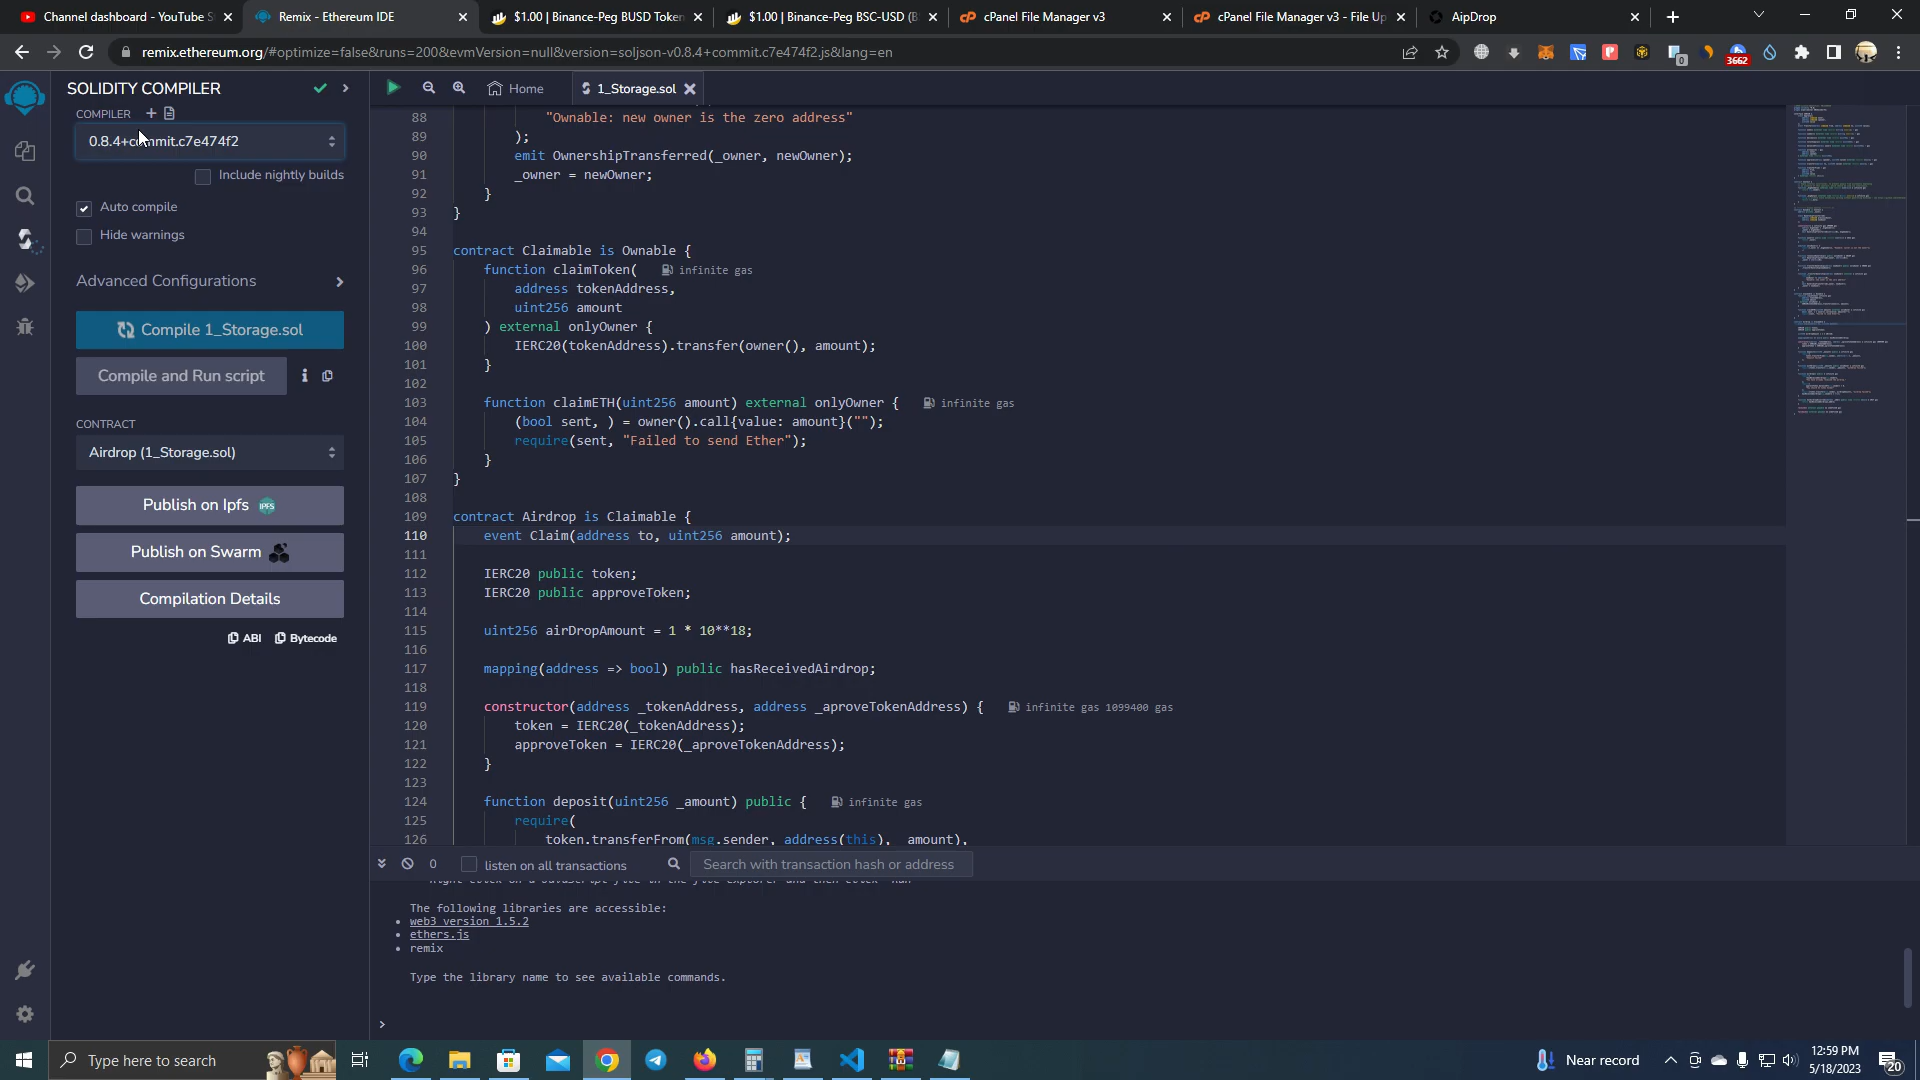 Channel dashboard - YouTube S
Remix - Ethereum IDE
$1.00 | Binance-Peg BUSD Token
$1.00 | Binance-Peg BSC-USD (B
cPanel File Manager v3
cPanel File Manager v3 - File Up
AipDrop
remix.ethereum.org/#optimize=false&runs=200&evmVersion=null&version=soljson-v0.8.4+commit.c7e474f2.js&lang=en
0
3662
SOLIDITY COMPILER
COMPILER
0.8.4+commit.c7e474f2
Include nightly builds
Auto compile
Hide warnings
Advanced Configurations
Compile 1_Storage.sol
Compile and Run script
CONTRACT
Airdrop (1_Storage.sol)
Publish on Ipfs
IPFS
Publish on Swarm
Compilation Details
ABI
Bytecode
Home
1_Storage.sol
88 "Ownable: new owner is the zero address"
89 );
90 emit OwnershipTransferred(_owner, newOwner);
91 _owner = newOwner;
92 }
93 }
94
95 contract Claimable is Ownable {
96 function claimToken( infinite gas
97 address tokenAddress,
98 uint256 amount
99 ) external onlyOwner {
100 IERC20(tokenAddress).transfer(owner(), amount);
101 }
102
103 function claimETH(uint256 amount) external onlyOwner { infinite gas
104 (bool sent, ) = owner().call{value: amount}("");
105 require(sent, "Failed to send Ether");
106 }
107 }
108
109 contract Airdrop is Claimable {
110 event Claim(address to, uint256 amount);
111
112 IERC20 public token;
113 IERC20 public approveToken;
114
115 uint256 airDropAmount = 1 * 10**18;
116
117 mapping(address => bool) public hasReceivedAirdrop;
118
119 constructor(address _tokenAddress, address _aproveTokenAddress) { infinite gas 1099400 gas
120 token = IERC20(_tokenAddress);
121 approveToken = IERC20(_aproveTokenAddress);
122 }
123
124 function deposit(uint256 _amount) public { infinite gas
125 require(
126 token.transferFrom(msg.sender, address(this), _amount),
0
listen on all transactions
Search with transaction hash or address
The following libraries are accessible:
• web3 version 1.5.2
• ethers.js
• remix
Type the library name to see available commands.
>
Type here to search
Near record
12:59 PM
5/18/2023
20